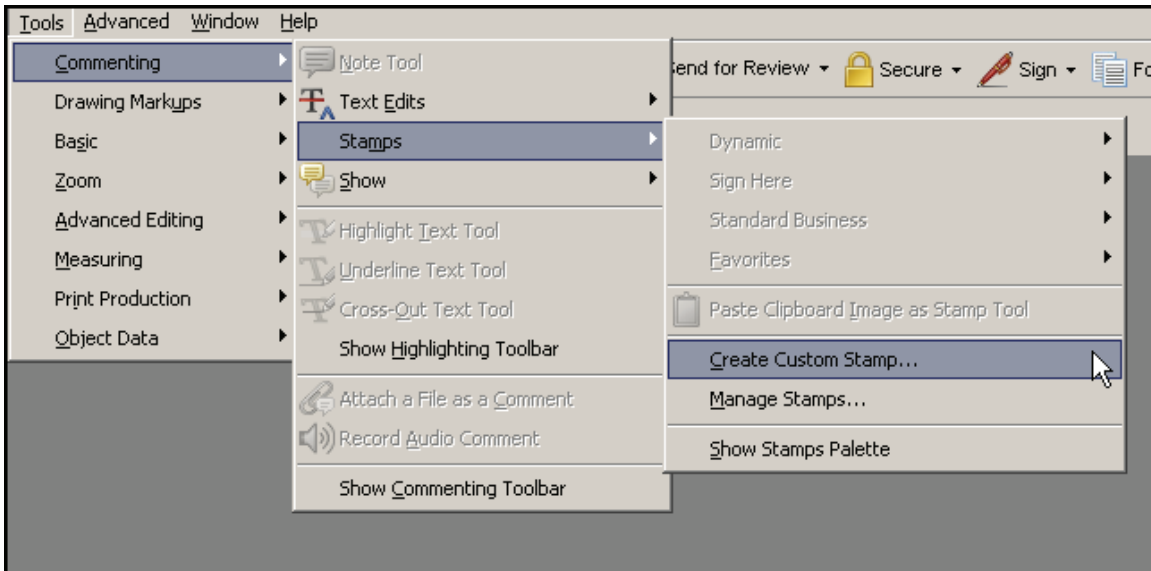 Tools Advanced Window Help
Commenting
Drawing Markups
Basic
Zoom
Advanced Editing
Measuring
Print Production
Object Data
Note Tool
Text Edits
Stamps
Show
Highlight Text Tool
Underline Text Tool
Cross-Out Text Tool
Show Highlighting Toolbar
Attach a File as a Comment
Record Audio Comment
Show Commenting Toolbar
end for Review Secure Sign Fo
Dynamic
Sign Here
Standard Business
Favorites
Paste Clipboard Image as Stamp Tool
Create Custom Stamp...
Manage Stamps...
Show Stamps Palette